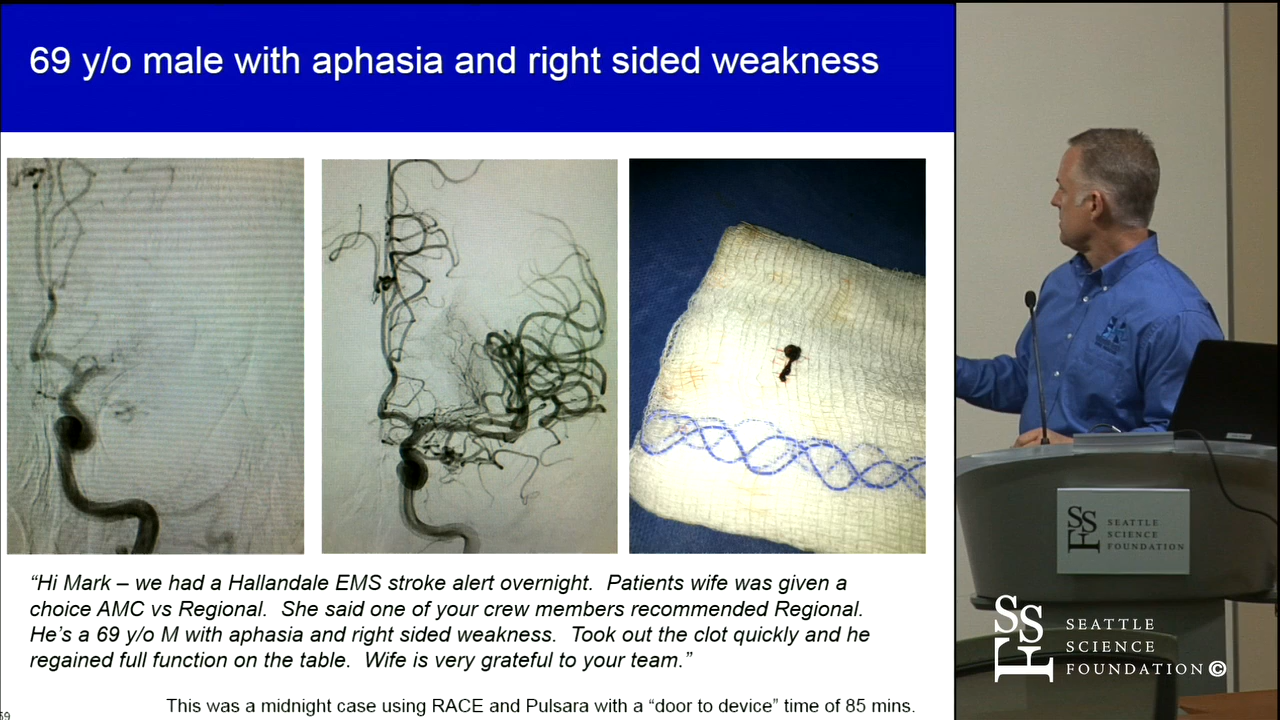 69 y/o male with aphasia and right sided weakness
“Hi Mark – we had a Hallandale EMS stroke alert overnight. Patients wife was given a
choice AMC vs Regional. She said one of your crew members recommended Regional.
He’s a 69 y/o M with aphasia and right sided weakness. Took out the clot quickly and he
regained full function on the table. Wife is very grateful to your team.”
This was a midnight case using RACE and Pulsara with a “door to device” time of 85 mins.
59
SSF
SEATTLE
SCIENCE
FOUNDATION
SSF
SEATTLE
SCIENCE
FOUNDATION©